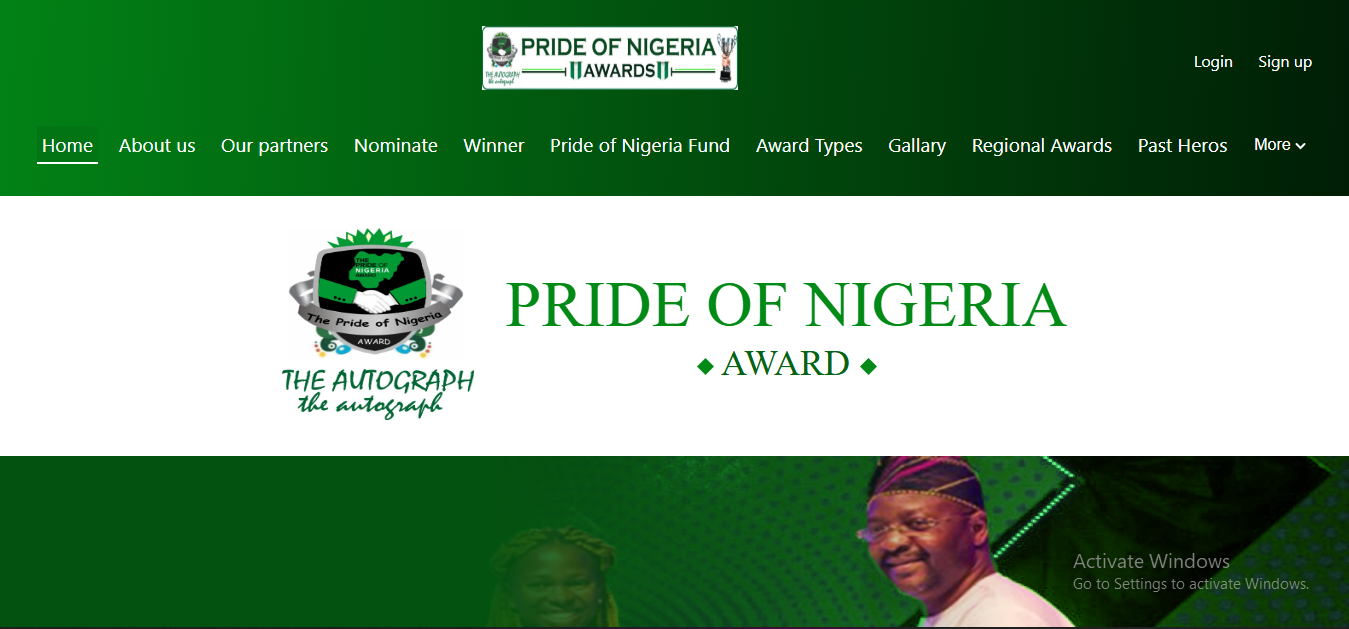 PRIDE OF NIGERIA
AWARDS
THE AUTOGRAPH
the autograph
Login Sign up
Home About us Our partners Nominate Winner Pride of Nigeria Fund Award Types Gallary Regional Awards Past Heros More
THE
PRIDE OF
NIGERIA
AWARD
The Pride of Nigeria
AWARD
THE AUTOGRAPH
the autograph
PRIDE OF NIGERIA
◆ AWARD ◆
Activate Windows
Go to Settings to activate Windows.